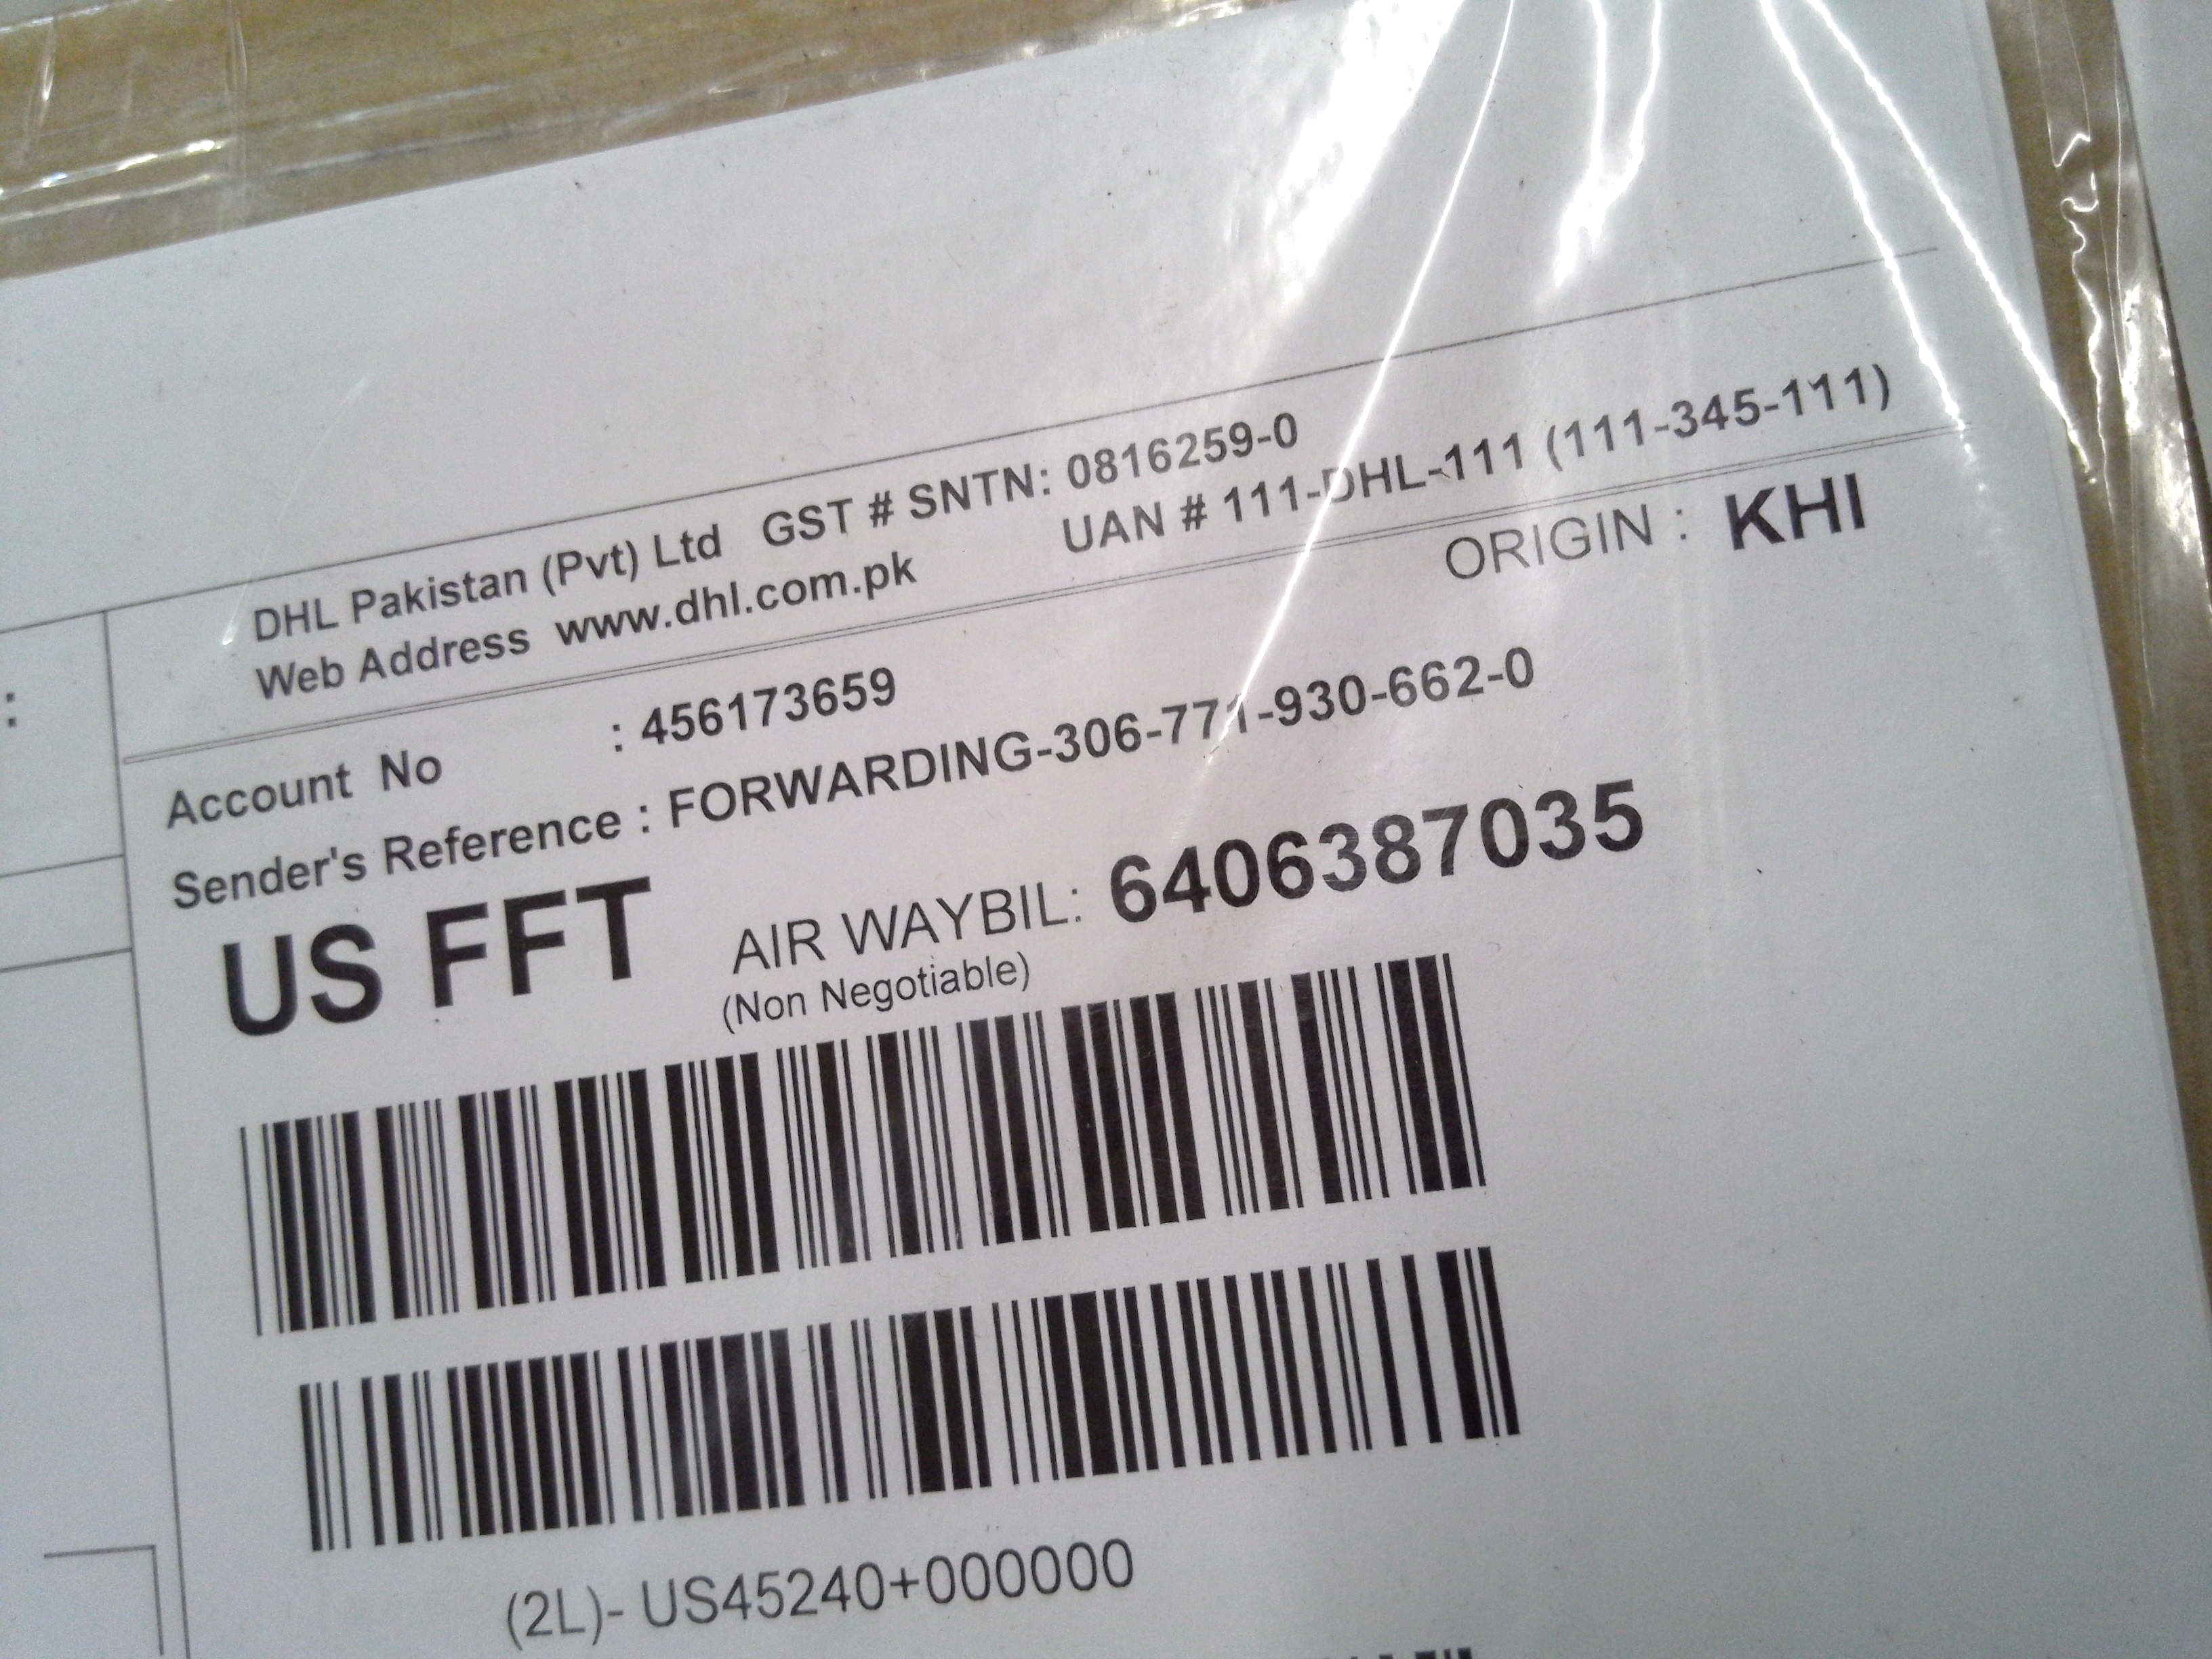 DHL Pakistan (Pvt) Ltd GST # SNTN: 0816259-0
Web Address www.dhl.com.pk UAN # 111-DHL-111 (111-345-111)
ORIGIN : KHI
:
Account No : 456173659
Sender's Reference : FORWARDING-306-771-930-662-0
US FFT AIR WAYBIL: 6406387035
(Non Negotiable)
(2L)- US45240+000000